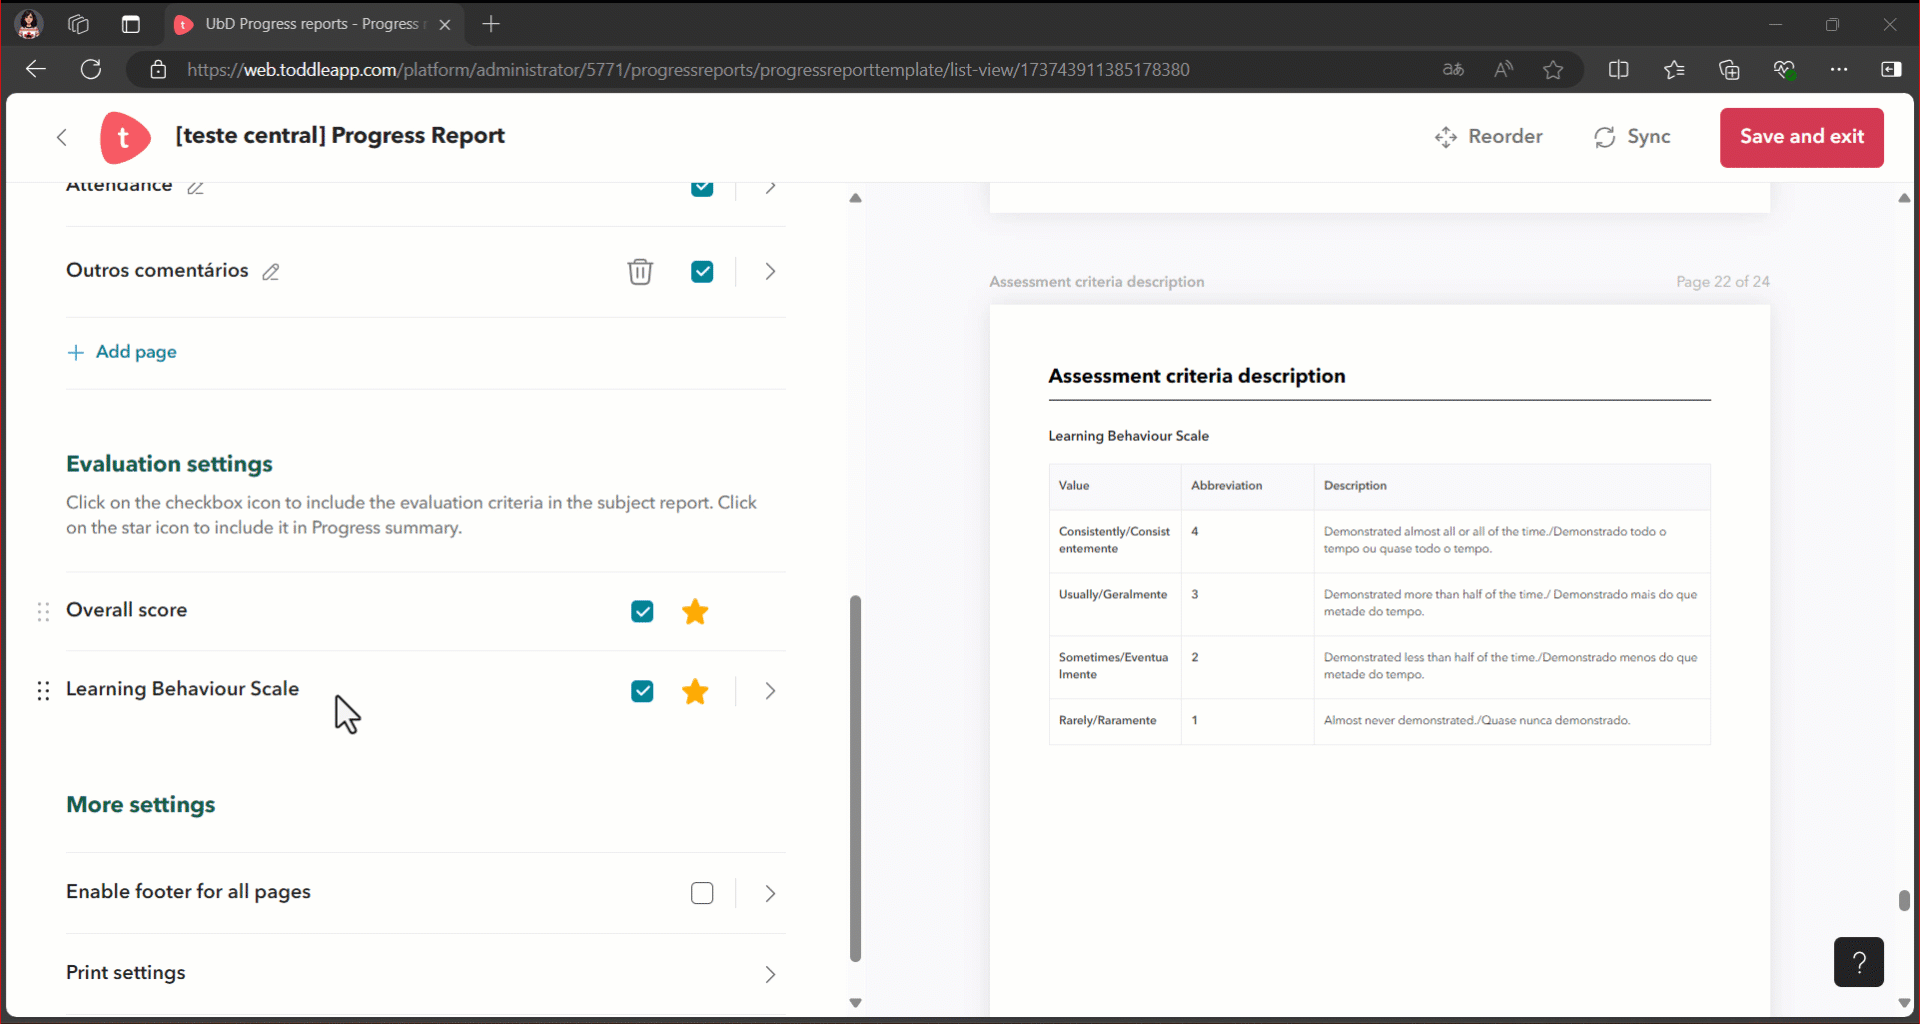 UbD Progress reports - Progress
https://web.toddleapp.com/platform/administrator/5771/progressreports/progressreporttemplate/list-view/173743911385178380
t
[teste central] Progress Report
Reorder
Sync
Save and exit
Attendance
Outros comentários
+ Add page
Evaluation settings
Click on the checkbox icon to include the evaluation criteria in the subject report. Click
on the star icon to include it in Progress summary.
Overall score
Learning Behaviour Scale
More settings
Enable footer for all pages
Print settings
Assessment criteria description
Page 22 of 24
Assessment criteria description
Learning Behaviour Scale
Value Abbreviation Description
Consistently/Consist 4 Demonstrated almost all or all of the time./Demonstrado todo o
entemente tempo ou quase todo o tempo.
Usually/Geralmente 3 Demonstrated more than half of the time./ Demonstrado mais do que
metade do tempo.
Sometimes/Eventua 2 Demonstrated less than half of the time./Demonstrado menos do que
lmente metade do tempo.
Rarely/Raramente 1 Almost never demonstrated./Quase nunca demonstrado.
?